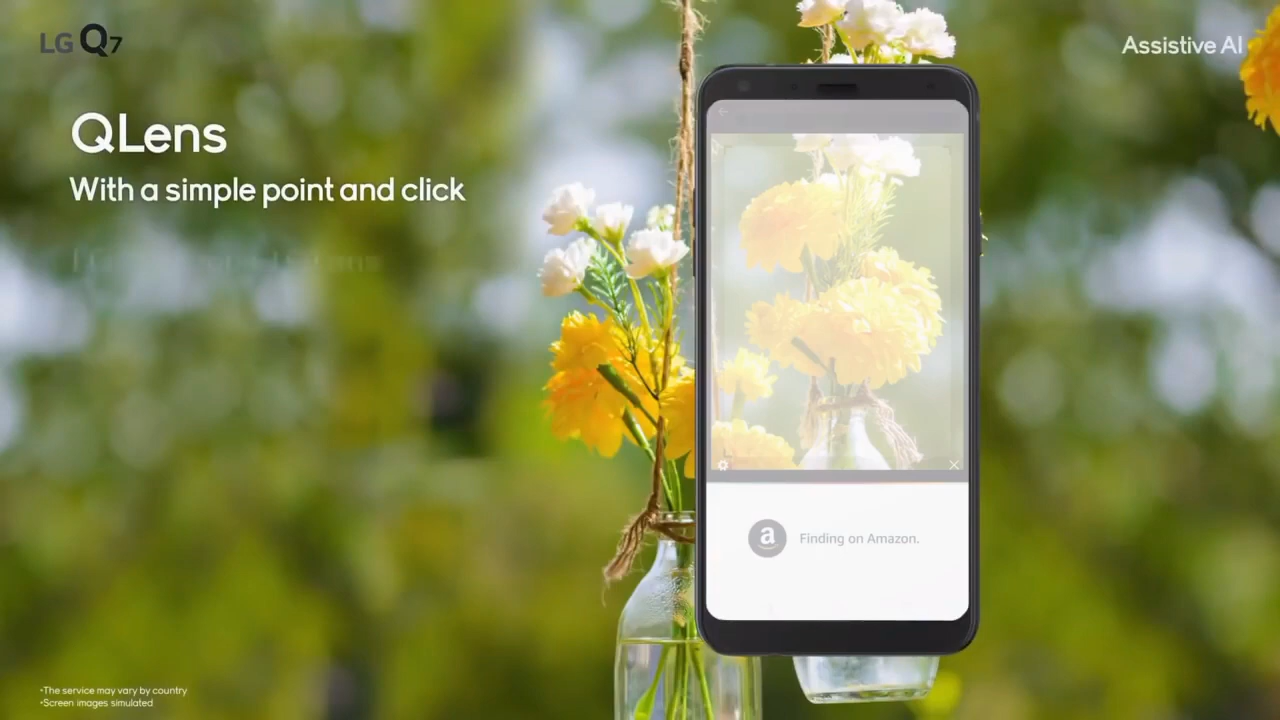 LG Q7
Assistive AI
QLens
With a simple point and click
a
Finding on Amazon.
•The service may vary by country
•Screen images simulated